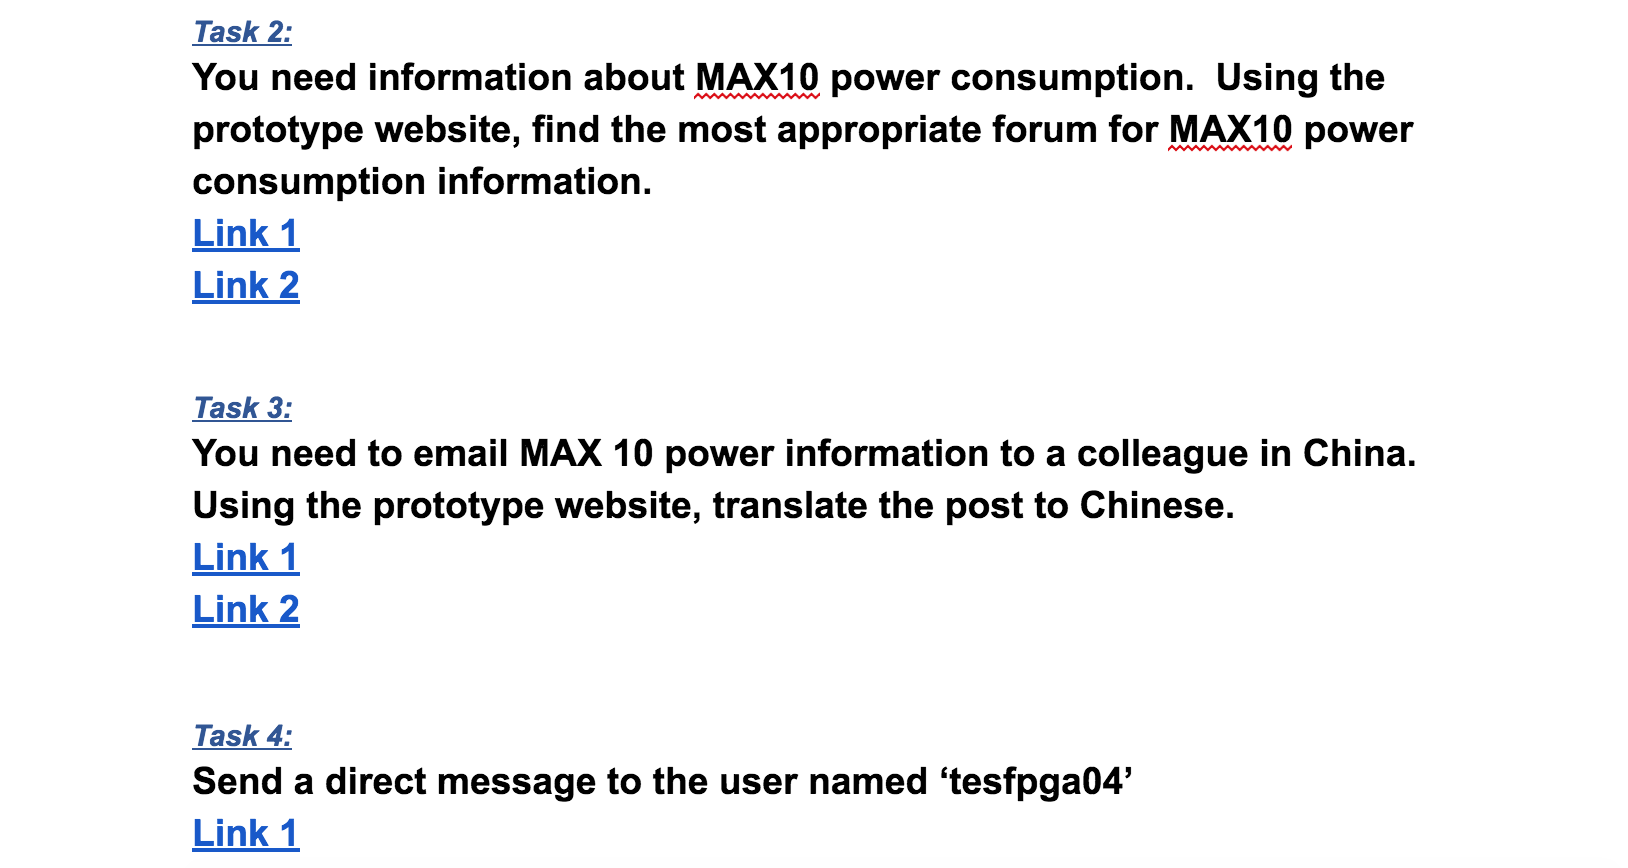 Task 2:
You need information about MAX10 power consumption.  Using the
prototype website, find the most appropriate forum for MAX10 power
consumption information.
Link 1
Link 2
Task 3:
You need to email MAX 10 power information to a colleague in China.
Using the prototype website, translate the post to Chinese.
Link 1
Link 2
Task 4:
Send a direct message to the user named ‘tesfpga04’
Link 1